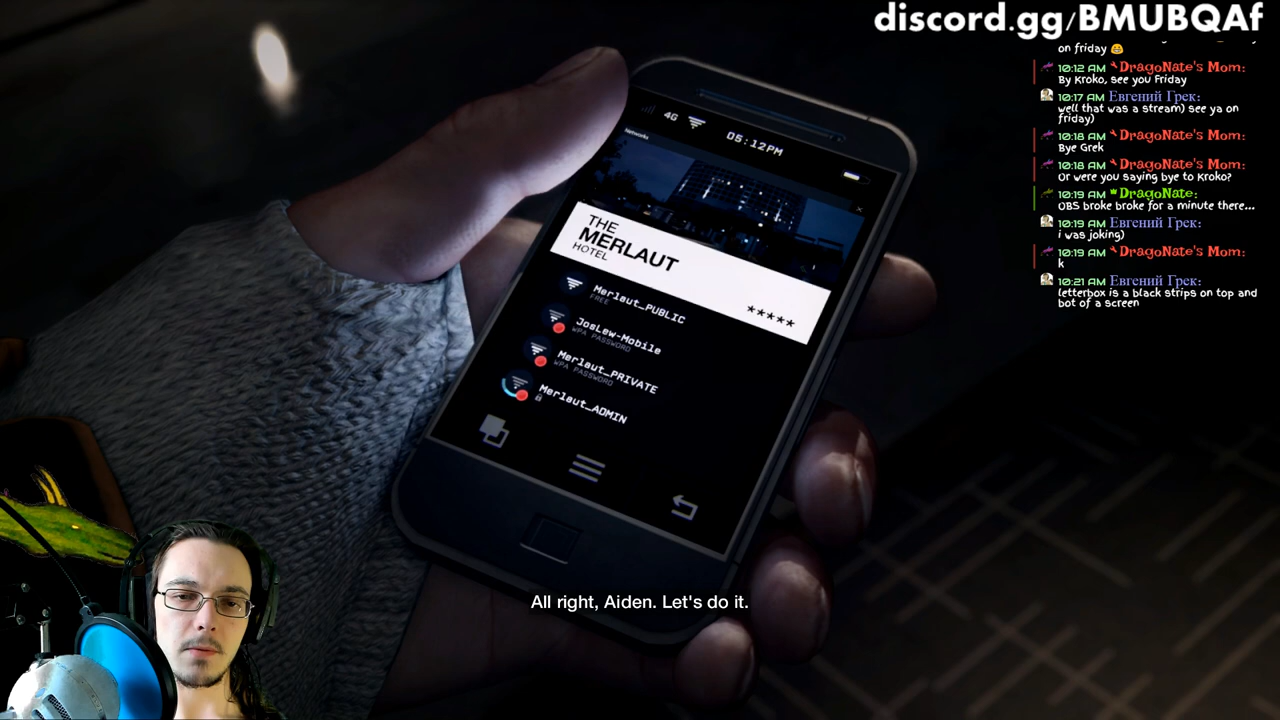 discord.gg/BMUBQAf
on friday 😄
10:12 AM DragoNate's Mom:
By Kroko, see you Friday
10:17 AM Евгений Грек:
well that was a stream) see ya on
friday)
10:18 AM DragoNate's Mom:
Bye Grek
10:18 AM DragoNate's Mom:
Or were you saying bye to Kroko?
10:19 AM DragoNate:
OBS broke broke for a minute there...
10:19 AM Евгений Грек:
i was joking)
10:19 AM DragoNate's Mom:
k
10:21 AM Евгений Грек:
letterbox is a black strips on top and
bot of a screen
4G 05:12PM
Networks
THE
MERLAUT
HOTEL
★★★★★
Merlaut_PUBLIC
FREE
JosLew-Mobile
WPA PASSWORD
Merlaut_PRIVATE
WPA PASSWORD
Merlaut_ADMIN
All right, Aiden. Let's do it.